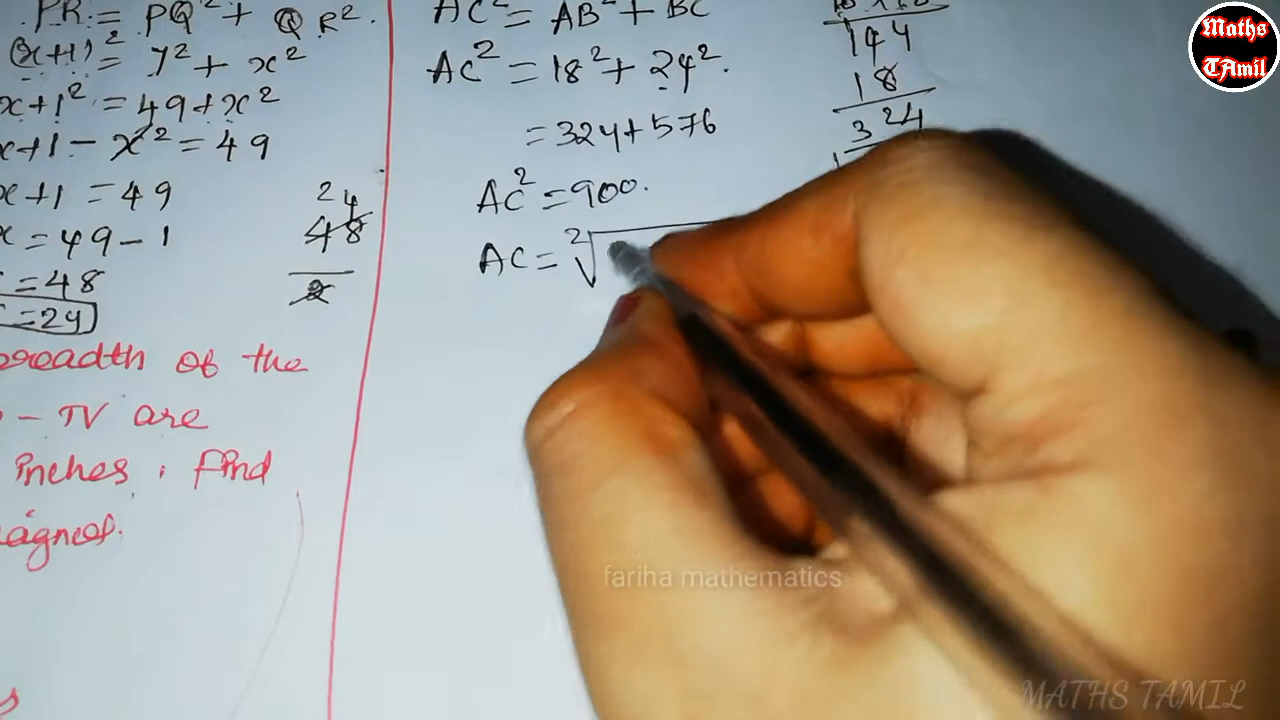 PR = PQ² + QR².
(x+1)² = 7² + x²
x+1² = 49+x²
x+1 - x² = 49
x+1 = 49
x = 49-1
= 48
= 24
24
48
2
breadth of the
- TV are
inches. find
AC² = AB² + BC
AC² = 18² + 24².
= 324+576
AC² = 900.
AC = ²√
144
18
324
Maths
TAmil
fariha mathematics
MATHS TAMIL